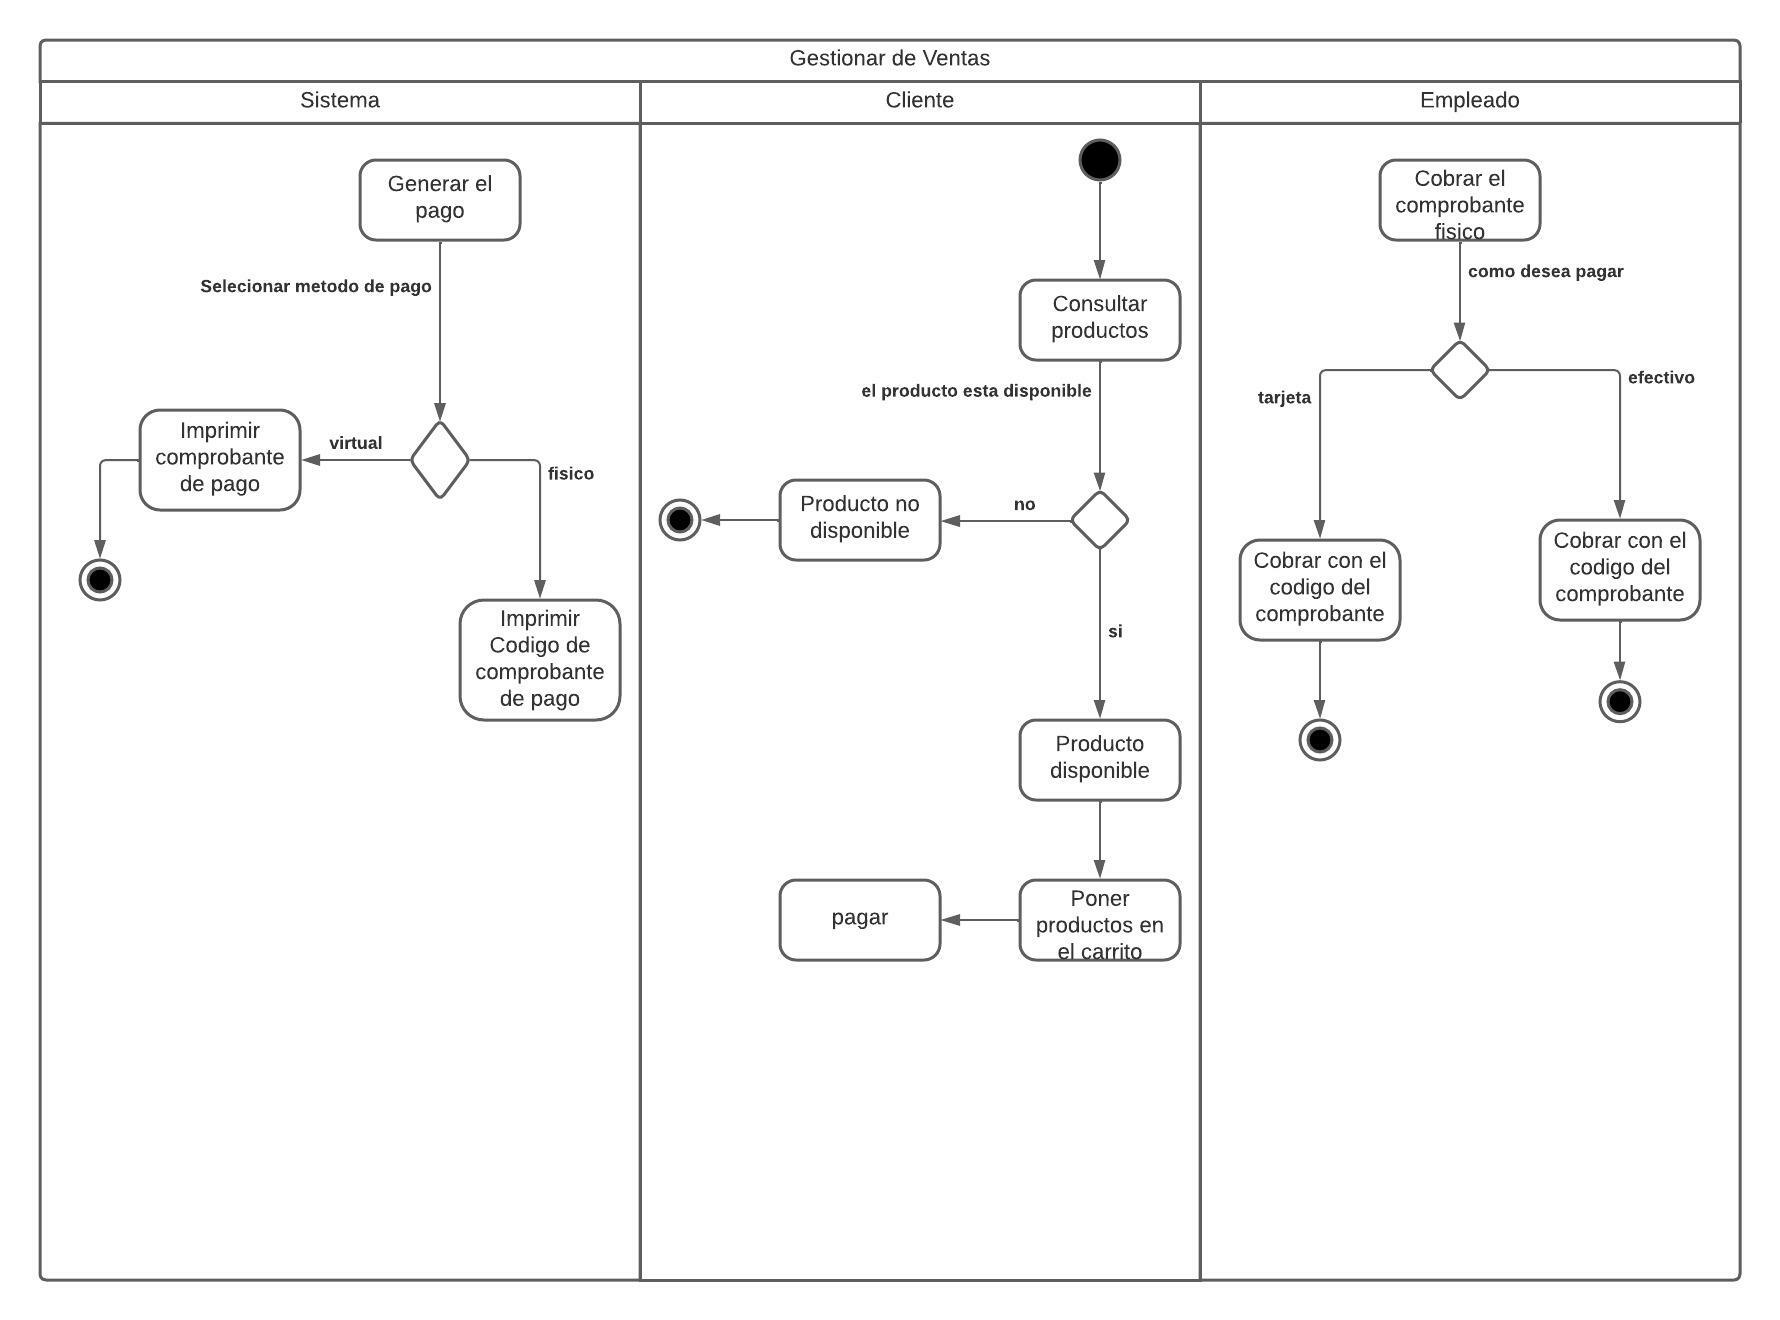 Gestionar de Ventas
Sistema
Cliente
Empleado
Generar el
pago
Selecionar metodo de pago
virtual
fisico
Imprimir
comprobante
de pago
Imprimir
Codigo de
comprobante
de pago
Consultar
productos
el producto esta disponible
no
Producto no
disponible
si
Producto
disponible
Poner
productos en
el carrito
pagar
Cobrar el
comprobante
fisico
como desea pagar
tarjeta
efectivo
Cobrar con el
codigo del
comprobante
Cobrar con el
codigo del
comprobante